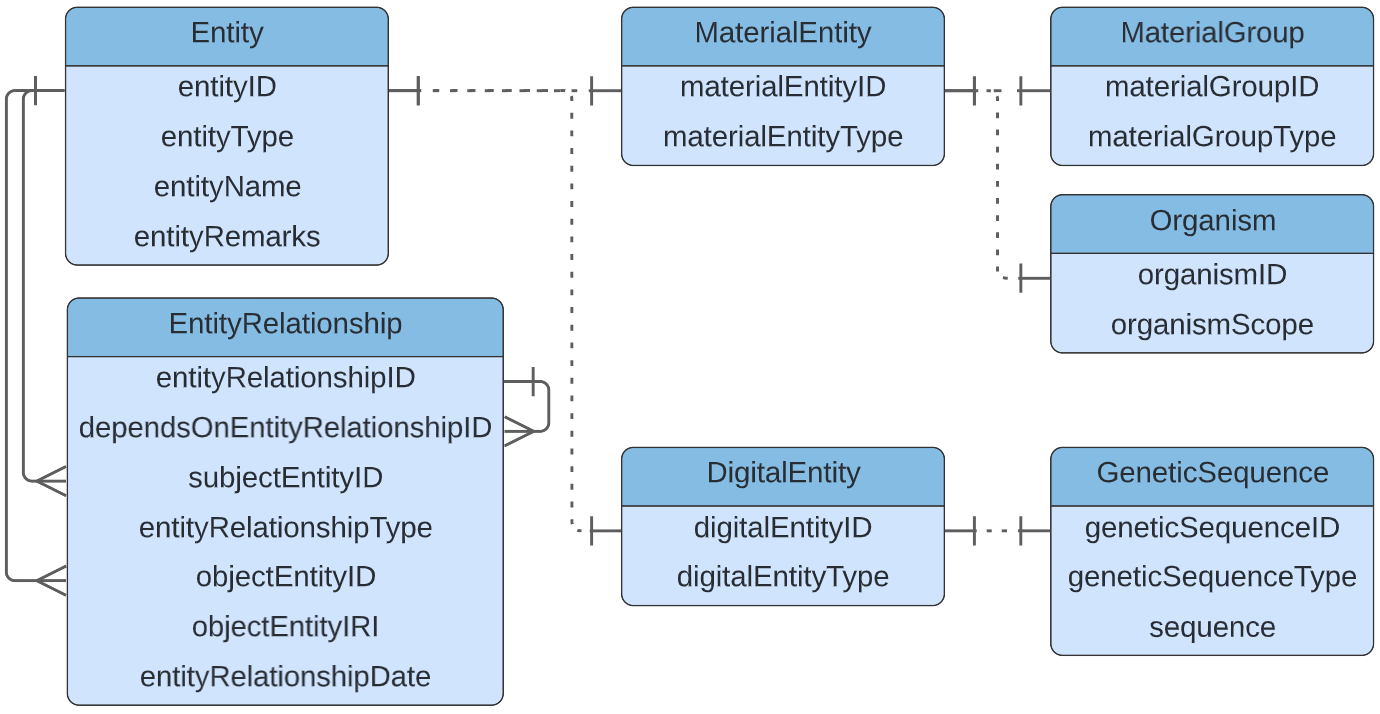 Entity
entityID
entityType
entityName
entityRemarks
EntityRelationship
entityRelationshipID
dependsOnEntityRelationshipID
subjectEntityID
entityRelationshipType
objectEntityID
objectEntityIRI
entityRelationshipDate
MaterialEntity
materialEntityID
materialEntityType
DigitalEntity
digitalEntityID
digitalEntityType
MaterialGroup
materialGroupID
materialGroupType
Organism
organismID
organismScope
GeneticSequence
geneticSequenceID
geneticSequenceType
sequence